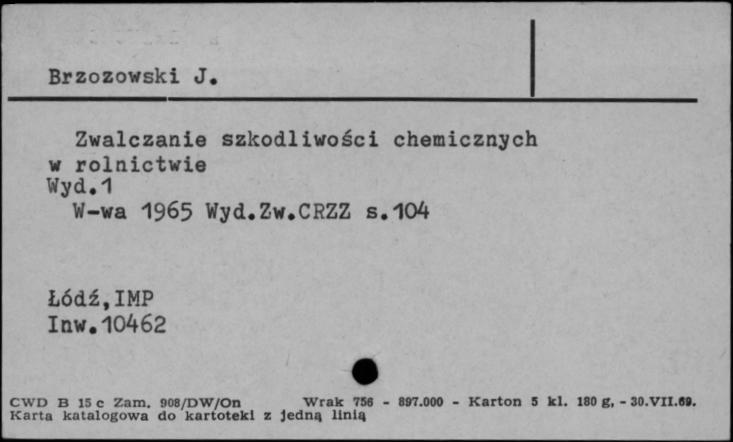 Brzozowski J.
Zwalczanie szkodliwości chemicznych
w rolnictwie
Wyd.1
W-wa 1965 Wyd.Zw.CRZZ s.104
Łódź,IMP
Inw.10462
CWD B 15 c Zam. 908/DW/On Wrak 756 - 897.000 - Karton 5 kl. 180 g, - 30.VII.69.
Karta katalogowa do kartoteki z jedną linią